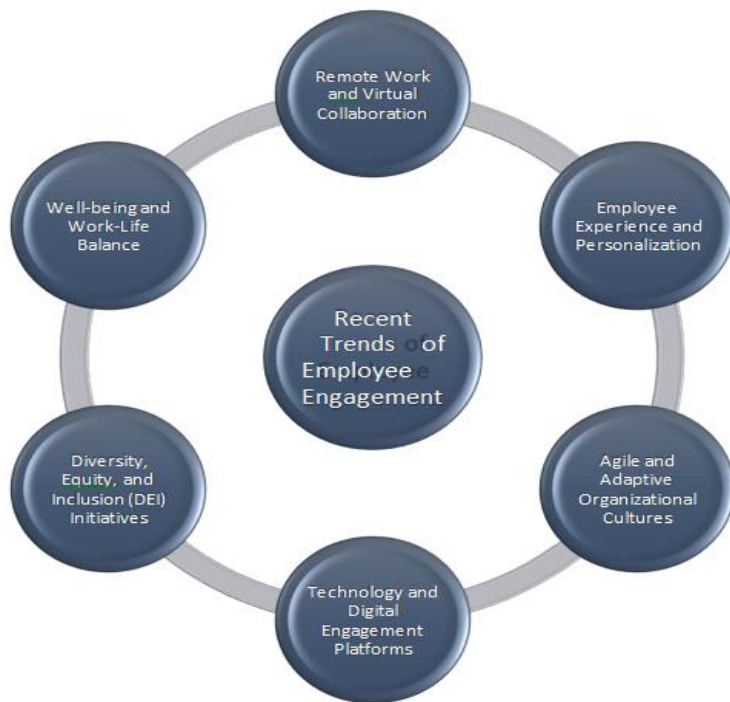 Remote Work
and Virtual
Collaboration
Employee
Experience and
Personalization
Agile and
Adaptive
Organizational
Cultures
Technology and
Digital
Engagement
Platforms
Diversity,
Equity, and
Inclusion (DEI)
Initiatives
Well-being and
Work-Life
Balance
Recent
Trends of
Employee
Engagement